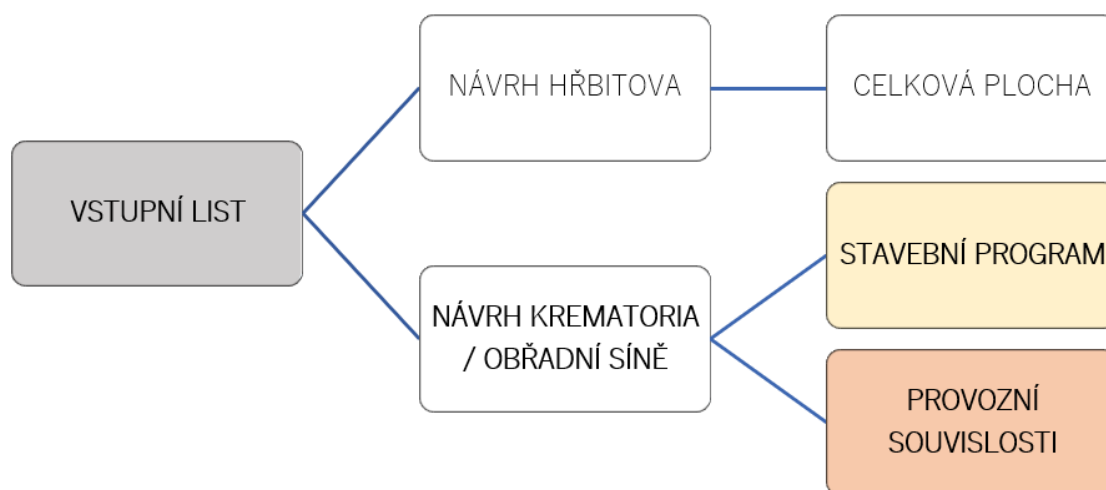 VSTUPNÍ LIST
NÁVRH HŘBITOVA
CELKOVÁ PLOCHA
NÁVRH KREMATORIA
/ OBŘADNÍ SÍNĚ
STAVEBNÍ PROGRAM
PROVOZNÍ
SOUVISLOSTI